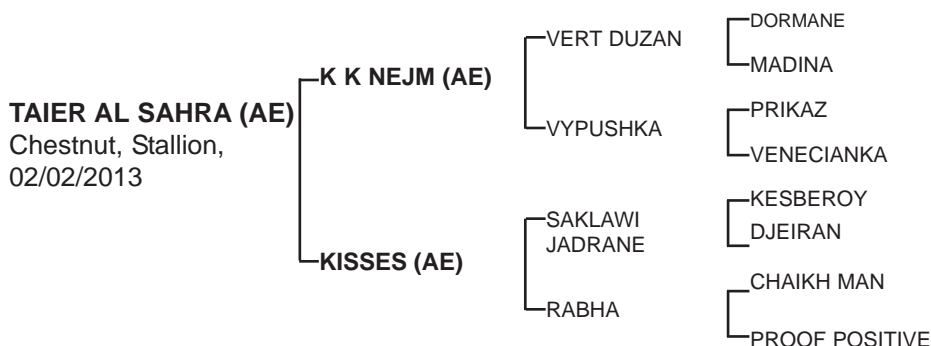 TAIER AL SAHRA (AE)
Chestnut, Stallion,
02/02/2013
K K NEJM (AE)
KISSES (AE)
VERT DUZAN
VYPUSHKA
SAKLAWI
JADRANE
RABHA
DORMANE
MADINA
PRIKAZ
VENECIANKA
KESBEROY
DJEIRAN
CHAIKH MAN
PROOF POSITIVE